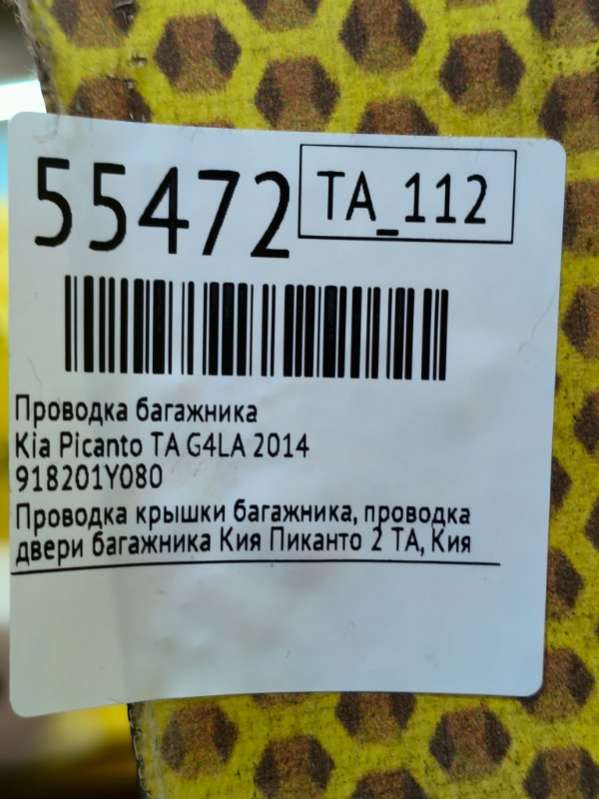 55472
TA_112
Проводка багажника
Kia Picanto TA G4LA 2014
918201Y080
Проводка крышки багажника, проводка
двери багажника Кия Пиканто 2 ТА, Кия